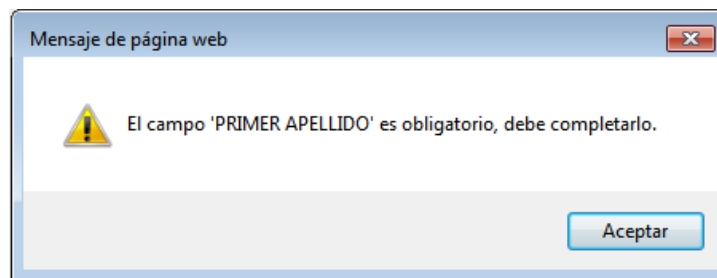 Mensaje de página web
El campo 'PRIMER APELLIDO' es obligatorio, debe completarlo.
Aceptar